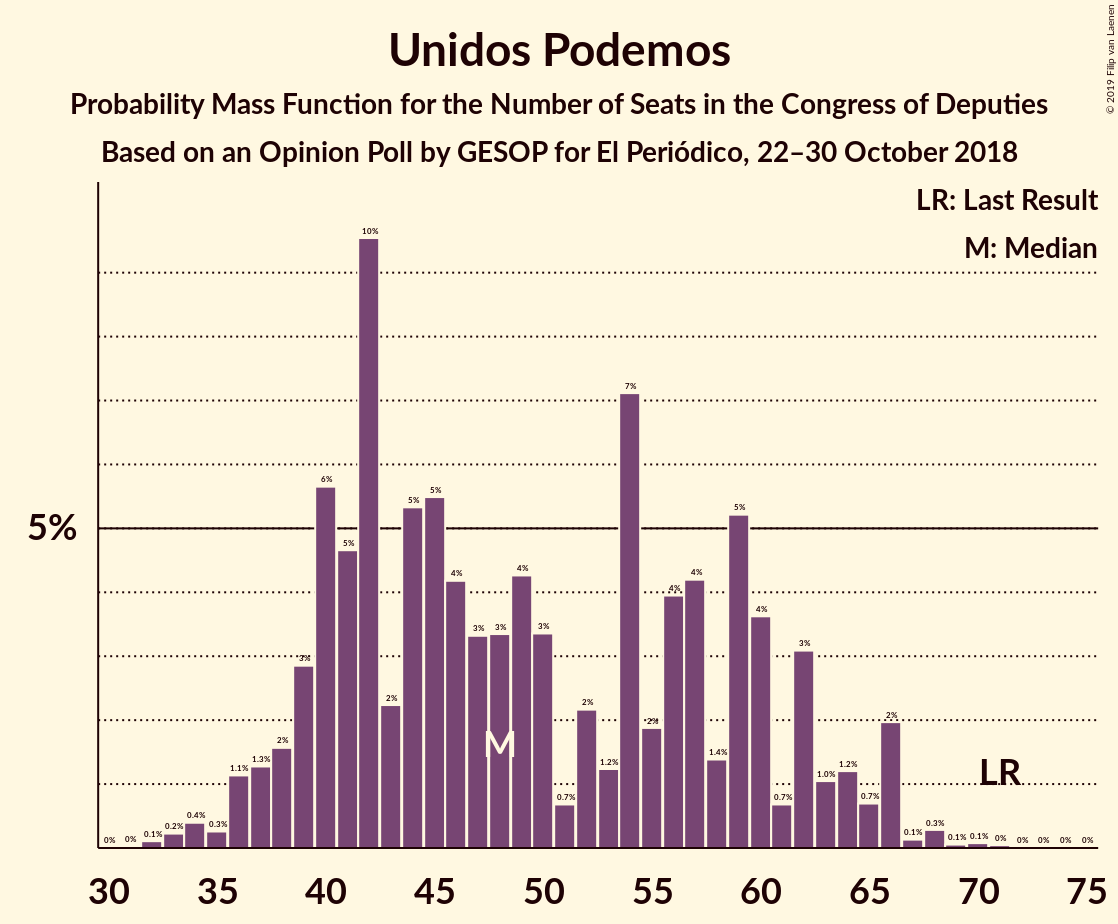 Unidos Podemos
Probability Mass Function for the Number of Seats in the Congress of Deputies
Based on an Opinion Poll by GESOP for El Periódico, 22–30 October 2018
© 2019 Filip van Laenen
LR: Last Result
M: Median
5%
0% 0% 0.1% 0.2% 0.4% 0.3% 1.1% 1.3% 2% 3% 6% 5% 10% 2% 5% 5% 4% 3% 3% 4% 3% 0.7% 2% 1.2% 7% 2% 4% 4% 1.4% 5% 4% 0.7% 3% 1.0% 1.2% 0.7% 2% 0.1% 0.3% 0.1% 0.1% 0% 0% 0% 0% 0%
M
LR
30 35 40 45 50 55 60 65 70 75